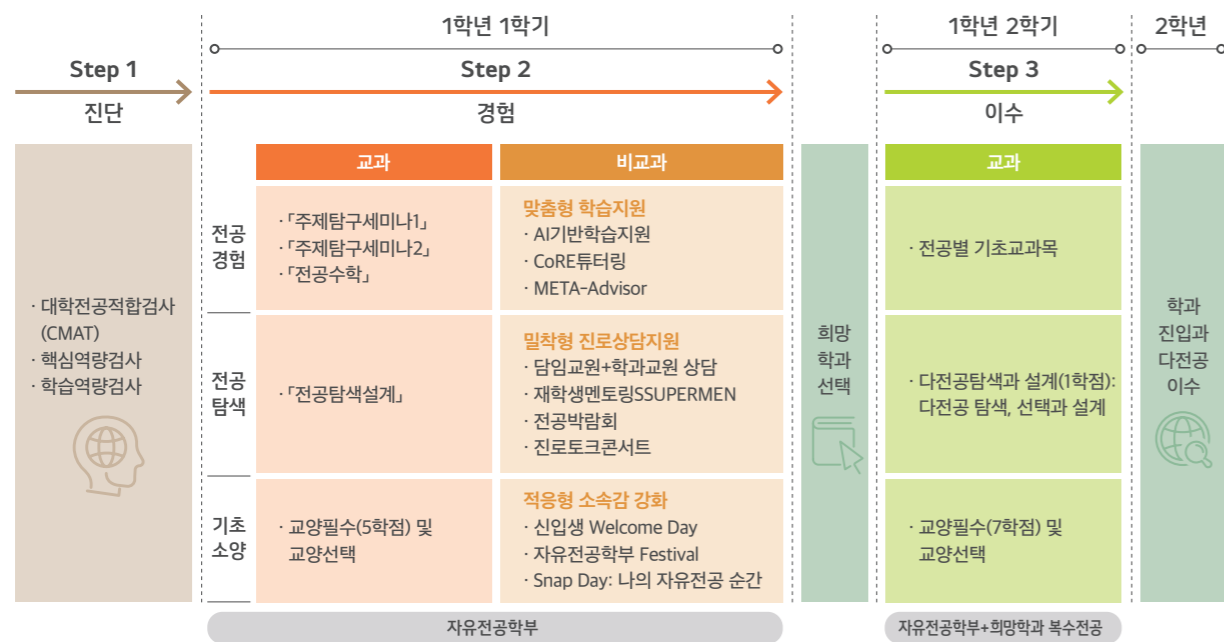 1학년 1학기
1학년 2학기
2학년
Step 1
Step 2
Step 3
진단
경험
이수
교과
비교과
교과
· 대학전공적합검사
(CMAT)
· 핵심역량검사
· 학습역량검사
전공
경험
· 「주제탐구세미나1」
· 「주제탐구세미나2」
· 「전공수학」
맞춤형 학습지원
· AI기반학습지원
· CoRE튜터링
· META-Advisor
· 전공별 기초교과목
전공
탐색
· 「전공탐색설계」
밀착형 진로상담지원
· 담임교원+학과교원 상담
· 재학생멘토링SSUPERMEN
· 전공박람회
· 진로토크콘서트
희망
학과
선택
· 다전공탐색과 설계(1학점):
다전공 탐색, 선택과 설계
학과
진입과
다전공
이수
기초
소양
· 교양필수(5학점) 및
교양선택
적응형 소속감 강화
· 신입생 Welcome Day
· 자유전공학부 Festival
· Snap Day: 나의 자유전공 순간
· 교양필수(7학점) 및
교양선택
자유전공학부
자유전공학부+희망학과 복수전공